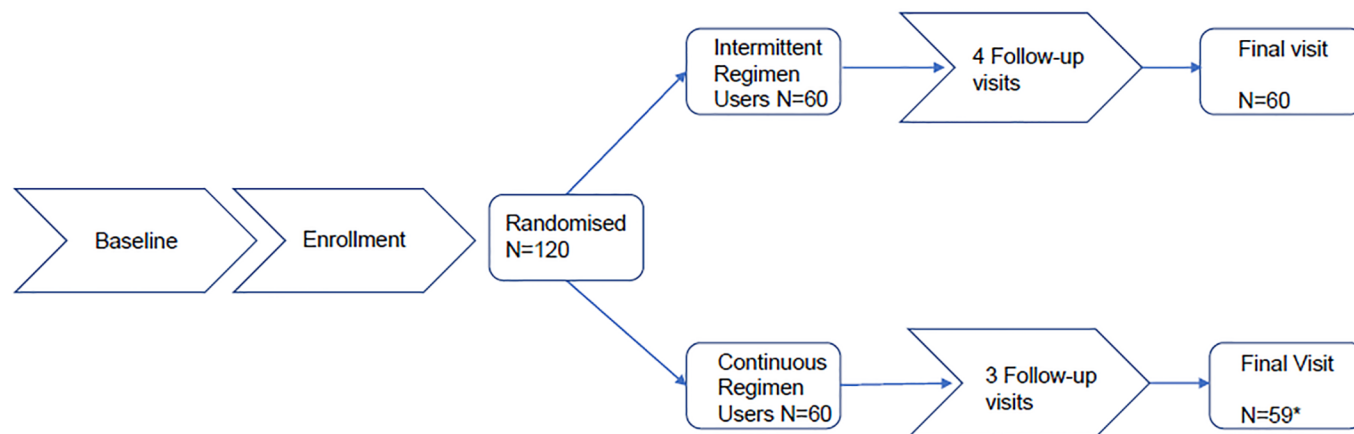 Baseline
Enrollment
Randomised
N=120
Intermittent
Regimen
Users N=60
4 Follow-up
visits
Final visit
N=60
Continuous
Regimen
Users N=60
3 Follow-up
visits
Final Visit
N=59*